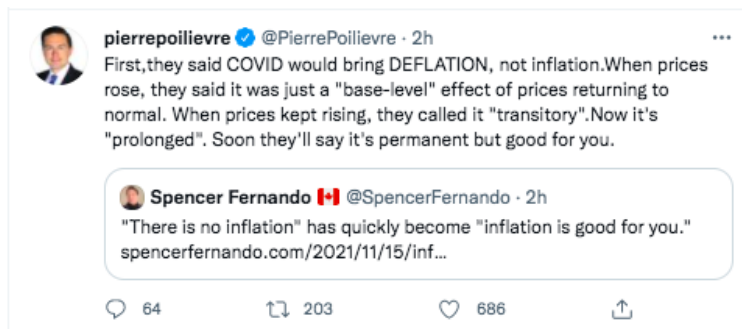 pierrepoilievre @PierrePoilievre · 2h
First,they said COVID would bring DEFLATION, not inflation.When prices
rose, they said it was just a "base-level" effect of prices returning to
normal. When prices kept rising, they called it "transitory".Now it's
"prolonged". Soon they'll say it's permanent but good for you.
Spencer Fernando @SpencerFernando · 2h
"There is no inflation" has quickly become "inflation is good for you."
spencerfernando.com/2021/11/15/inf...
64 203 686